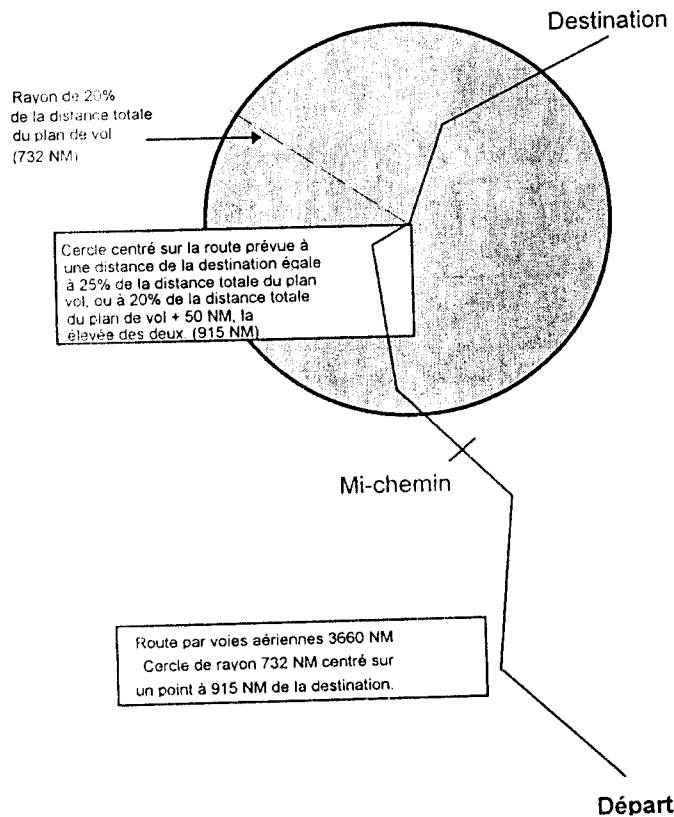 Destination
Rayon de 20%
de la distance totale
du plan de vol
(732 NM)
Cercle centré sur la route prévue à
une distance de la destination égale
à 25% de la distance totale du plan
vol, ou à 20% de la distance totale
du plan de vol + 50 NM, la
élevée des deux. (915 NM)
Mi-chemin
Route par voies aériennes 3660 NM
Cercle de rayon 732 NM centré sur
un point à 915 NM de la destination.
Départ